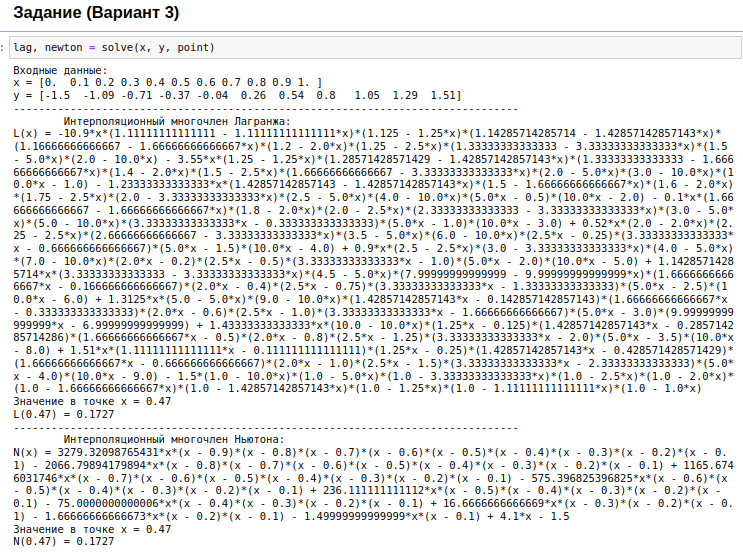 Задание (Вариант 3)
: lag, newton = solve(x, y, point)
Входные данные:
x = [0.  0.1 0.2 0.3 0.4 0.5 0.6 0.7 0.8 0.9 1. ]
y = [-1.5  -1.09 -0.71 -0.37 -0.04  0.26  0.54  0.8   1.05  1.29  1.51]
--------------------------------------------------------------------------------
Интерполяционный многочлен Лагранжа:
L(x) = -10.9*x*(1.11111111111111 - 1.11111111111111*x)*(1.125 - 1.25*x)*(1.14285714285714 - 1.42857142857143*x)*
(1.16666666666667 - 1.66666666666667*x)*(1.2 - 2.0*x)*(1.25 - 2.5*x)*(1.33333333333333 - 3.33333333333333*x)*(1.5
- 5.0*x)*(2.0 - 10.0*x) - 3.55*x*(1.25 - 1.25*x)*(1.28571428571429 - 1.42857142857143*x)*(1.33333333333333 - 1.666
66666666667*x)*(1.4 - 2.0*x)*(1.5 - 2.5*x)*(1.66666666666667 - 3.33333333333333*x)*(2.0 - 5.0*x)*(3.0 - 10.0*x)*(1
0.0*x - 1.0) - 1.23333333333333*x*(1.42857142857143 - 1.42857142857143*x)*(1.5 - 1.66666666666667*x)*(1.6 - 2.0*x)
*(1.75 - 2.5*x)*(2.0 - 3.33333333333333*x)*(2.5 - 5.0*x)*(4.0 - 10.0*x)*(5.0*x - 0.5)*(10.0*x - 2.0) - 0.1*x*(1.66
666666666667 - 1.66666666666667*x)*(1.8 - 2.0*x)*(2.0 - 2.5*x)*(2.33333333333333 - 3.33333333333333*x)*(3.0 - 5.0*
x)*(5.0 - 10.0*x)*(3.33333333333333*x - 0.333333333333333)*(5.0*x - 1.0)*(10.0*x - 3.0) + 0.52*x*(2.0 - 2.0*x)*(2.
25 - 2.5*x)*(2.66666666666667 - 3.33333333333333*x)*(3.5 - 5.0*x)*(6.0 - 10.0*x)*(2.5*x - 0.25)*(3.33333333333333*
x - 0.666666666666667)*(5.0*x - 1.5)*(10.0*x - 4.0) + 0.9*x*(2.5 - 2.5*x)*(3.0 - 3.33333333333333*x)*(4.0 - 5.0*x)
*(7.0 - 10.0*x)*(2.0*x - 0.2)*(2.5*x - 0.5)*(3.33333333333333*x - 1.0)*(5.0*x - 2.0)*(10.0*x - 5.0) + 1.1428571428
5714*x*(3.33333333333333 - 3.33333333333333*x)*(4.5 - 5.0*x)*(7.99999999999999 - 9.99999999999999*x)*(1.6666666666
6667*x - 0.166666666666667)*(2.0*x - 0.4)*(2.5*x - 0.75)*(3.33333333333333*x - 1.33333333333333)*(5.0*x - 2.5)*(1
0.0*x - 6.0) + 1.3125*x*(5.0 - 5.0*x)*(9.0 - 10.0*x)*(1.42857142857143*x - 0.142857142857143)*(1.66666666666667*x
- 0.333333333333333)*(2.0*x - 0.6)*(2.5*x - 1.0)*(3.33333333333333*x - 1.66666666666667)*(5.0*x - 3.0)*(9.99999999
999999*x - 6.99999999999999) + 1.43333333333333*x*(10.0 - 10.0*x)*(1.25*x - 0.125)*(1.42857142857143*x - 0.2857142
85714286)*(1.66666666666667*x - 0.5)*(2.0*x - 0.8)*(2.5*x - 1.25)*(3.33333333333333*x - 2.0)*(5.0*x - 3.5)*(10.0*x
- 8.0) + 1.51*x*(1.11111111111111*x - 0.111111111111111)*(1.25*x - 0.25)*(1.42857142857143*x - 0.428571428571429)*
(1.66666666666667*x - 0.666666666666667)*(2.0*x - 1.0)*(2.5*x - 1.5)*(3.33333333333333*x - 2.33333333333333)*(5.0*
x - 4.0)*(10.0*x - 9.0) - 1.5*(1.0 - 10.0*x)*(1.0 - 5.0*x)*(1.0 - 3.33333333333333*x)*(1.0 - 2.5*x)*(1.0 - 2.0*x)*
(1.0 - 1.66666666666667*x)*(1.0 - 1.42857142857143*x)*(1.0 - 1.25*x)*(1.0 - 1.11111111111111*x)*(1.0 - 1.0*x)
Значение в точке x = 0.47
L(0.47) = 0.1727
--------------------------------------------------------------------------------
Интерполяционный многочлен Ньютона:
N(x) = 3279.32098765431*x*(x - 0.9)*(x - 0.8)*(x - 0.7)*(x - 0.6)*(x - 0.5)*(x - 0.4)*(x - 0.3)*(x - 0.2)*(x - 0.
1) - 2066.79894179894*x*(x - 0.8)*(x - 0.7)*(x - 0.6)*(x - 0.5)*(x - 0.4)*(x - 0.3)*(x - 0.2)*(x - 0.1) + 1165.674
6031746*x*(x - 0.7)*(x - 0.6)*(x - 0.5)*(x - 0.4)*(x - 0.3)*(x - 0.2)*(x - 0.1) - 575.396825396825*x*(x - 0.6)*(x
- 0.5)*(x - 0.4)*(x - 0.3)*(x - 0.2)*(x - 0.1) + 236.111111111112*x*(x - 0.5)*(x - 0.4)*(x - 0.3)*(x - 0.2)*(x -
0.1) - 75.0000000000006*x*(x - 0.4)*(x - 0.3)*(x - 0.2)*(x - 0.1) + 16.6666666666669*x*(x - 0.3)*(x - 0.2)*(x - 0.
1) - 1.66666666666673*x*(x - 0.2)*(x - 0.1) - 1.49999999999999*x*(x - 0.1) + 4.1*x - 1.5
Значение в точке x = 0.47
N(0.47) = 0.1727